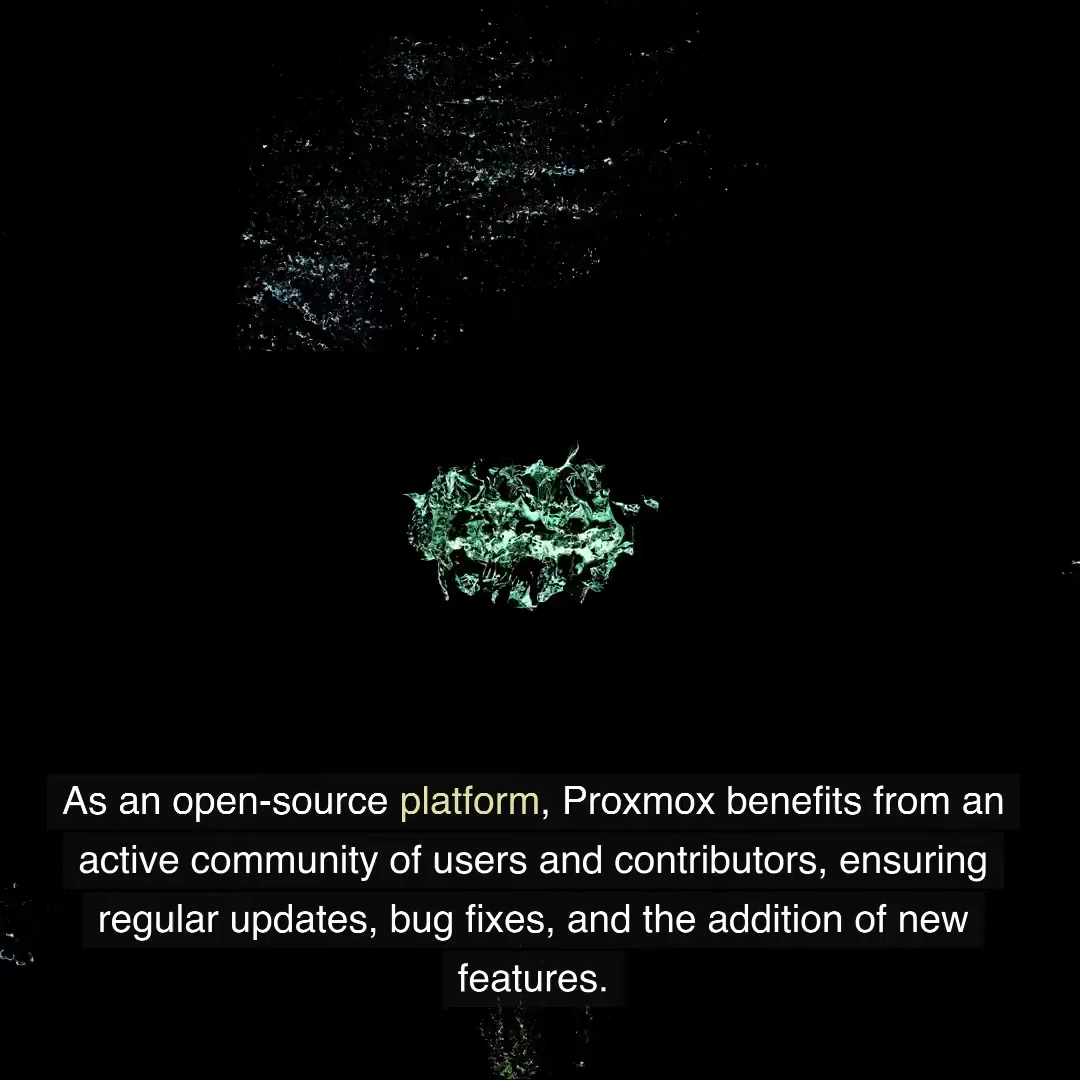 As an open-source platform, Proxmox benefits from an
active community of users and contributors, ensuring
regular updates, bug fixes, and the addition of new
features.